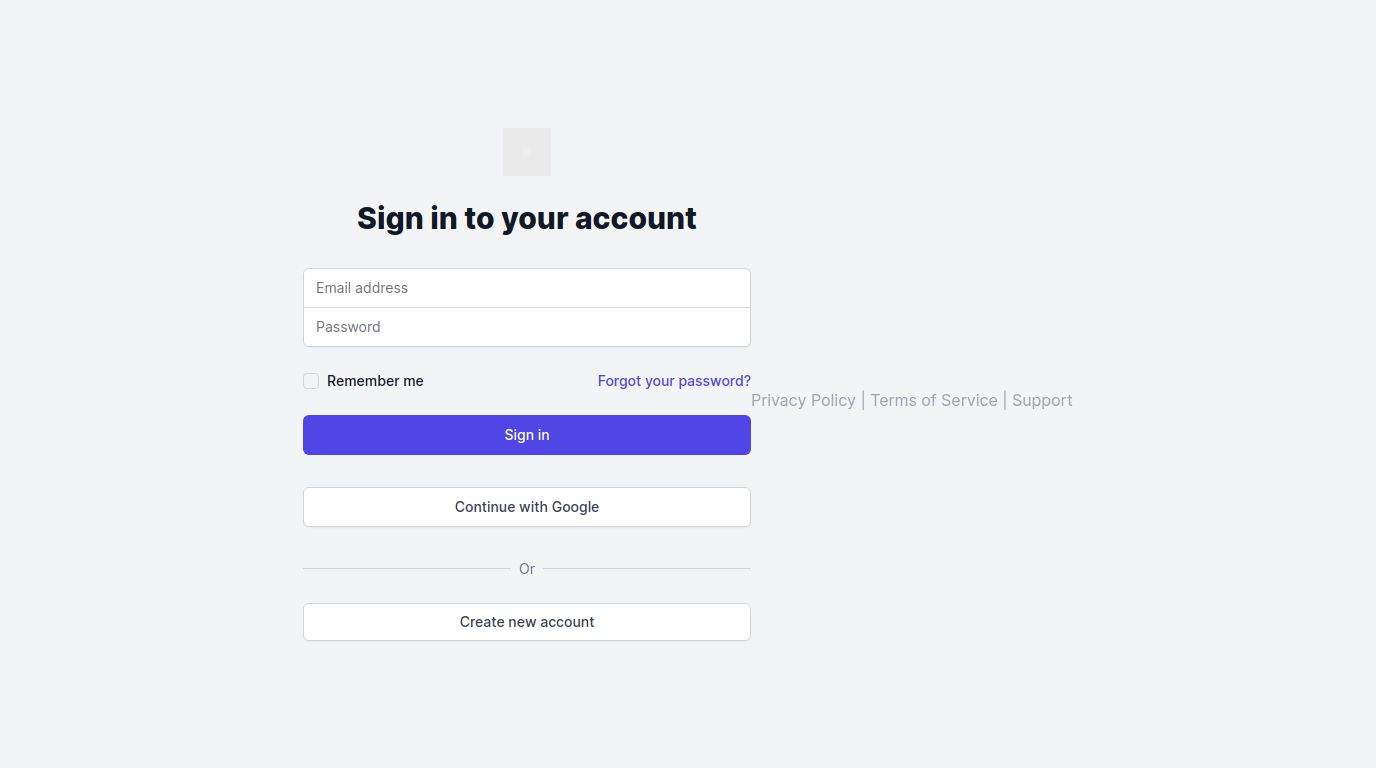 Sign in to your account
Email address
Password
Remember me
Forgot your password?
Privacy Policy | Terms of Service | Support
Sign in
Continue with Google
Or
Create new account